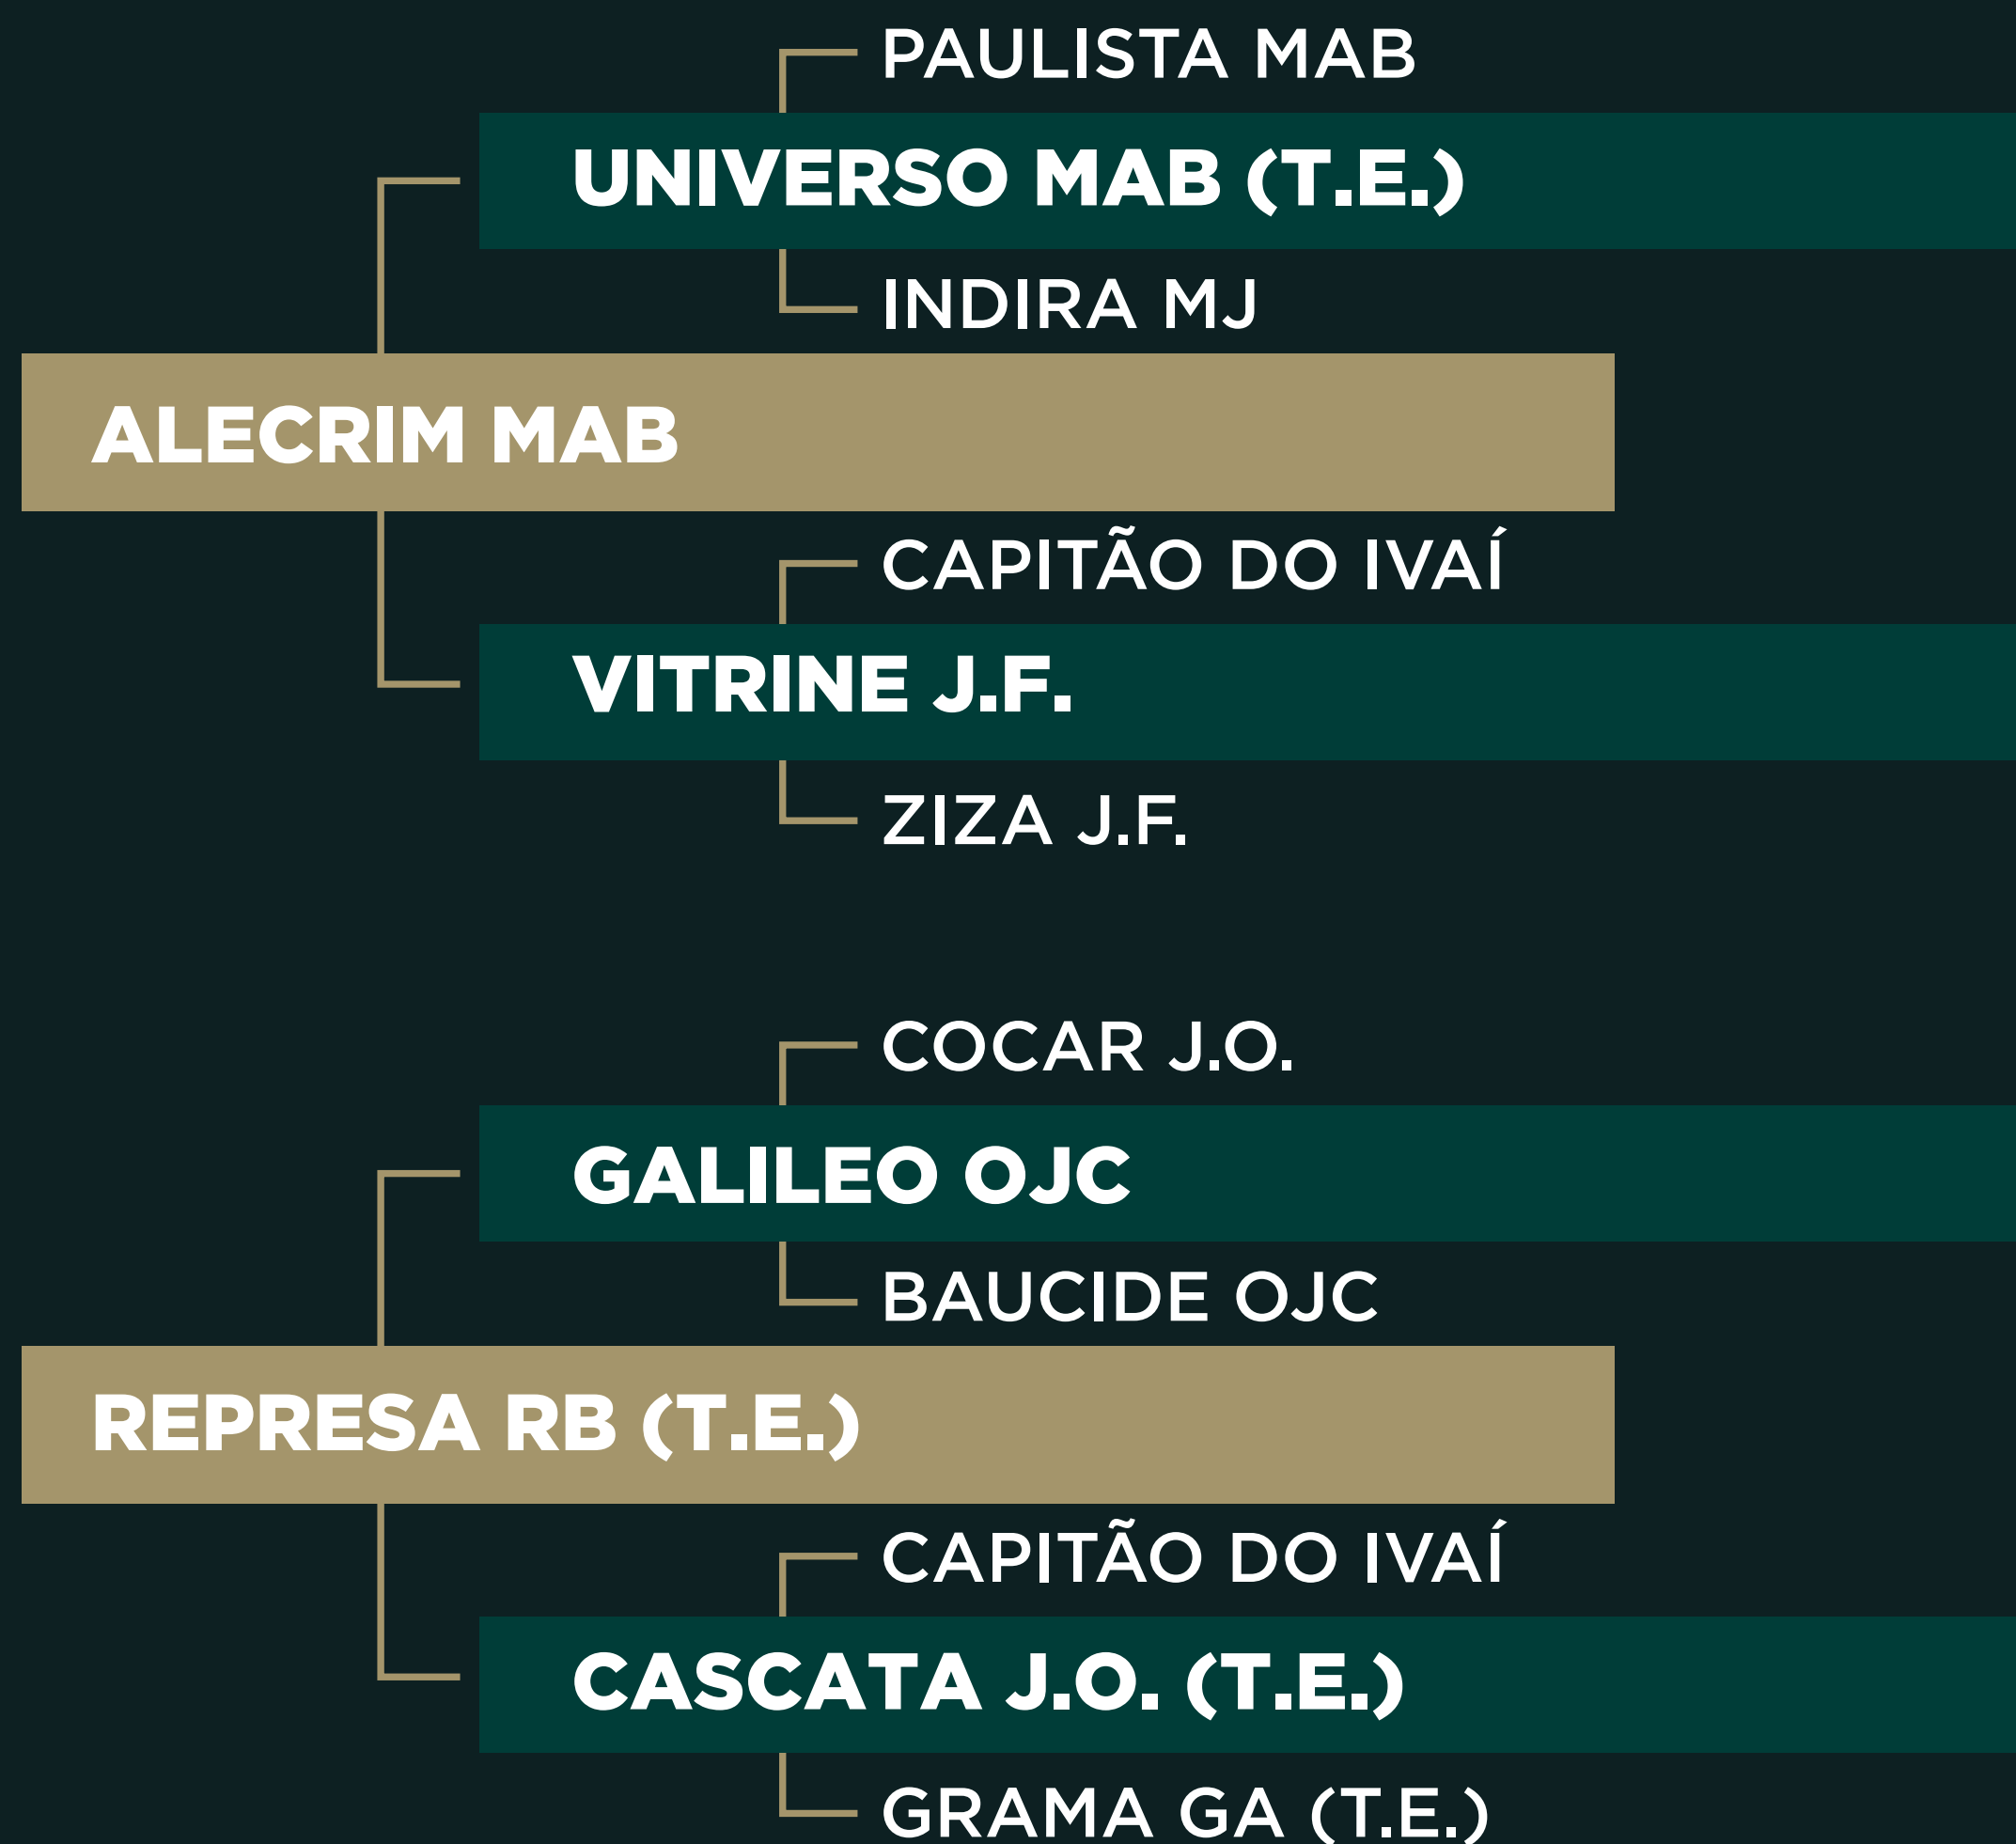 PAULISTA MAB
UNIVERSO MAB (T.E.)
INDIRA MJ
ALECRIM MAB
CAPITÃO DO IVAÍ
VITRINE J.F.
ZIZA J.F.
COCAR J.O.
GALILEO OJC
BAUCIDE OJC
REPRESA RB (T.E.)
CAPITÃO DO IVAÍ
CASCATA J.O. (T.E.)
GRAMA GA (T.E.)